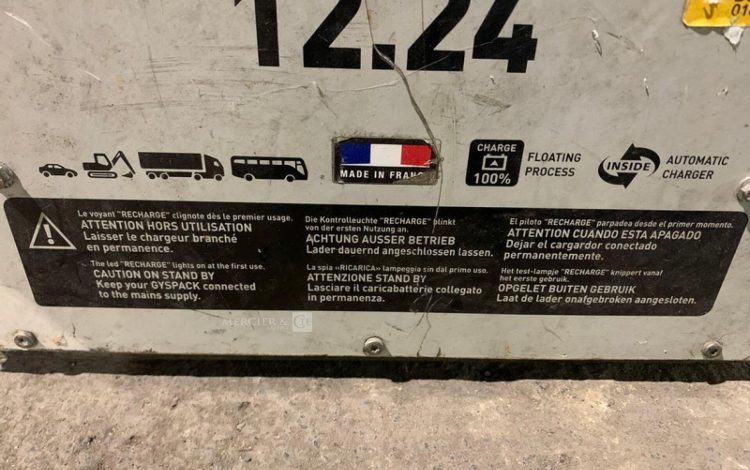 12.24
MADE IN FRANCE
CHARGE
100%
FLOATING
PROCESS
INSIDE
AUTOMATIC
CHARGER
Le voyant "RECHARGE" clignote dès le premier usage.
ATTENTION HORS UTILISATION
Laisser le chargeur branché
en permanence.
The led "RECHARGE" lights on at the first use.
CAUTION ON STAND BY
Keep your GYSPACK connected
to the mains supply.
Die Kontrolleuchte "RECHARGE" blinkt
von der ersten Nutzung an.
ACHTUNG AUSSER BETRIEB
Lader dauernd angeschlossen lassen.
La spia «RICARICA» lampeggia sin dal primo uso.
ATTENZIONE STAND BY
Lasciare il caricabatterie collegato
in permanenza.
El piloto "RECHARGE" parpadea desde el primer momento.
ATTENTION CUANDO ESTA APAGADO
Dejar el cargardor conectado
permanentemente.
Het test-lampje "RECHARGE" knippert vanaf
het eerste gebruik.
OPGELET BUITEN GEBRUIK
Laat de lader onafgebroken aangesloten.
MERCIER & Co